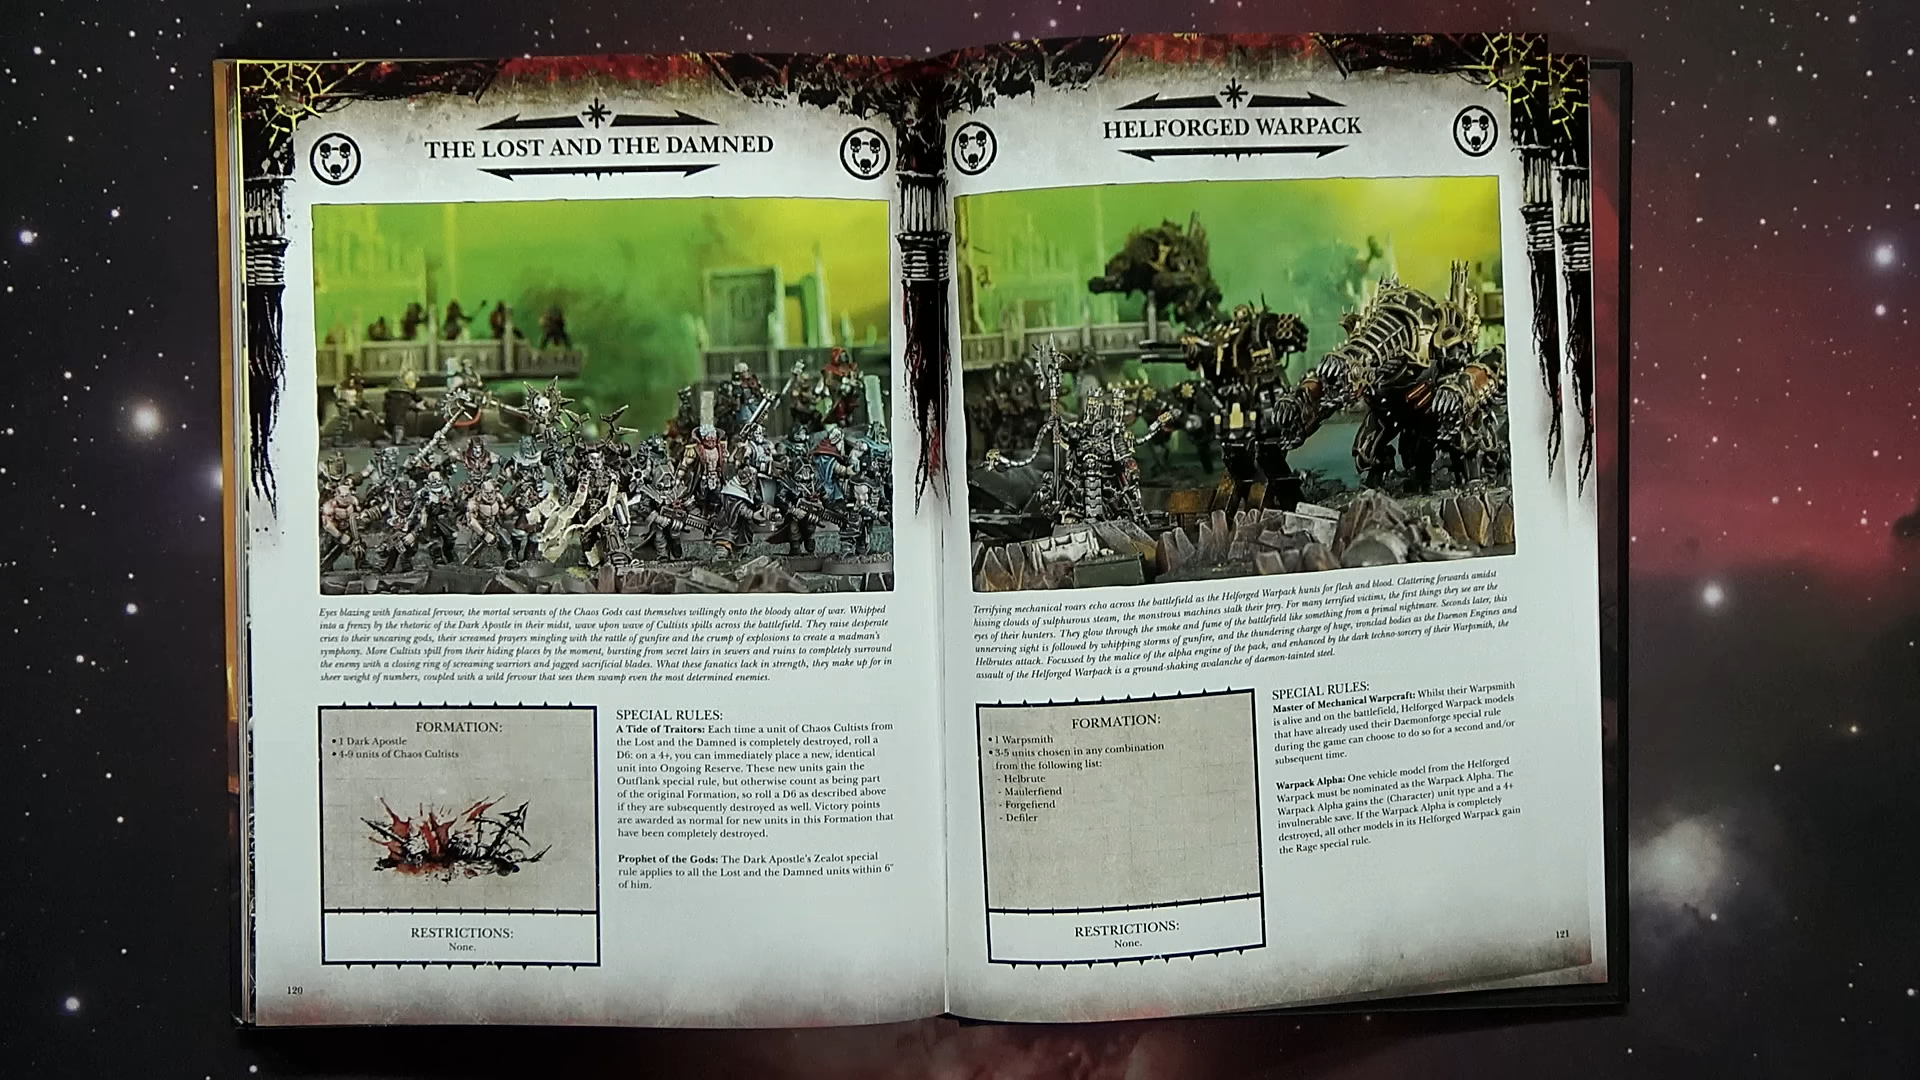 THE LOST AND THE DAMNED
Eyes blazing with fanatical fervour, the mortal servants of the Chaos Gods cast themselves willingly onto the bloody altar of war. Whipped
into a frenzy by the rhetoric of the Dark Apostle in their midst, wave upon wave of Cultists spills across the battlefield. They raise desperate
cries to their uncaring gods, their screamed prayers mingling with the rattle of gunfire and the crump of explosions to create a madman's
symphony. More Cultists spill from their hiding places by the moment, bursting from secret lairs in sewers and ruins to completely surround
the enemy with a closing ring of screaming warriors and jagged sacrificial blades. What these fanatics lack in strength, they make up for in
sheer weight of numbers, coupled with a wild fervour that sees them swamp even the most determined enemies.
FORMATION:
• 1 Dark Apostle
• 4-9 units of Chaos Cultists
RESTRICTIONS:
None.
SPECIAL RULES:
A Tide of Traitors: Each time a unit of Chaos Cultists from
the Lost and the Damned is completely destroyed, roll a
D6: on a 4+, you can immediately place a new, identical
unit into Ongoing Reserve. These new units gain the
Outflank special rule, but otherwise count as being part
of the original Formation, so roll a D6 as described above
if they are subsequently destroyed as well. Victory points
are awarded as normal for new units in this Formation that
have been completely destroyed.
Prophet of the Gods: The Dark Apostle's Zealot special
rule applies to all the Lost and the Damned units within 6"
of him.
120
HELFORGED WARPACK
Terrifying mechanical roars echo across the battlefield as the Helforged Warpack hunts for flesh and blood. Clattering forwards amidst
hissing clouds of sulphurous steam, the monstrous machines stalk their prey. For many terrified victims, the first things they see are the
eyes of their hunters. They glow through the smoke and fume of the battlefield like something from a primal nightmare. Seconds later, this
unnerving sight is followed by whipping storms of gunfire, and the thundering charge of huge, ironclad bodies as the Daemon Engines and
Helbrutes attack. Focussed by the malice of the alpha engine of the pack, and enhanced by the dark techno-sorcery of their Warpsmith, the
assault of the Helforged Warpack is a ground-shaking avalanche of daemon-tainted steel.
FORMATION:
• 1 Warpsmith
• 3-5 units chosen in any combination
from the following list:
- Helbrute
- Maulerfiend
- Forgefiend
- Defiler
RESTRICTIONS:
None.
SPECIAL RULES:
Master of Mechanical Warpcraft: Whilst their Warpsmith
is alive and on the battlefield, Helforged Warpack models
that have already used their Daemonforge special rule
during the game can choose to do so for a second and/or
subsequent time.
Warpack Alpha: One vehicle model from the Helforged
Warpack must be nominated as the Warpack Alpha. The
Warpack Alpha gains the (Character) unit type and a 4+
invulnerable save. If the Warpack Alpha is completely
destroyed, all other models in its Helforged Warpack gain
the Rage special rule.
121